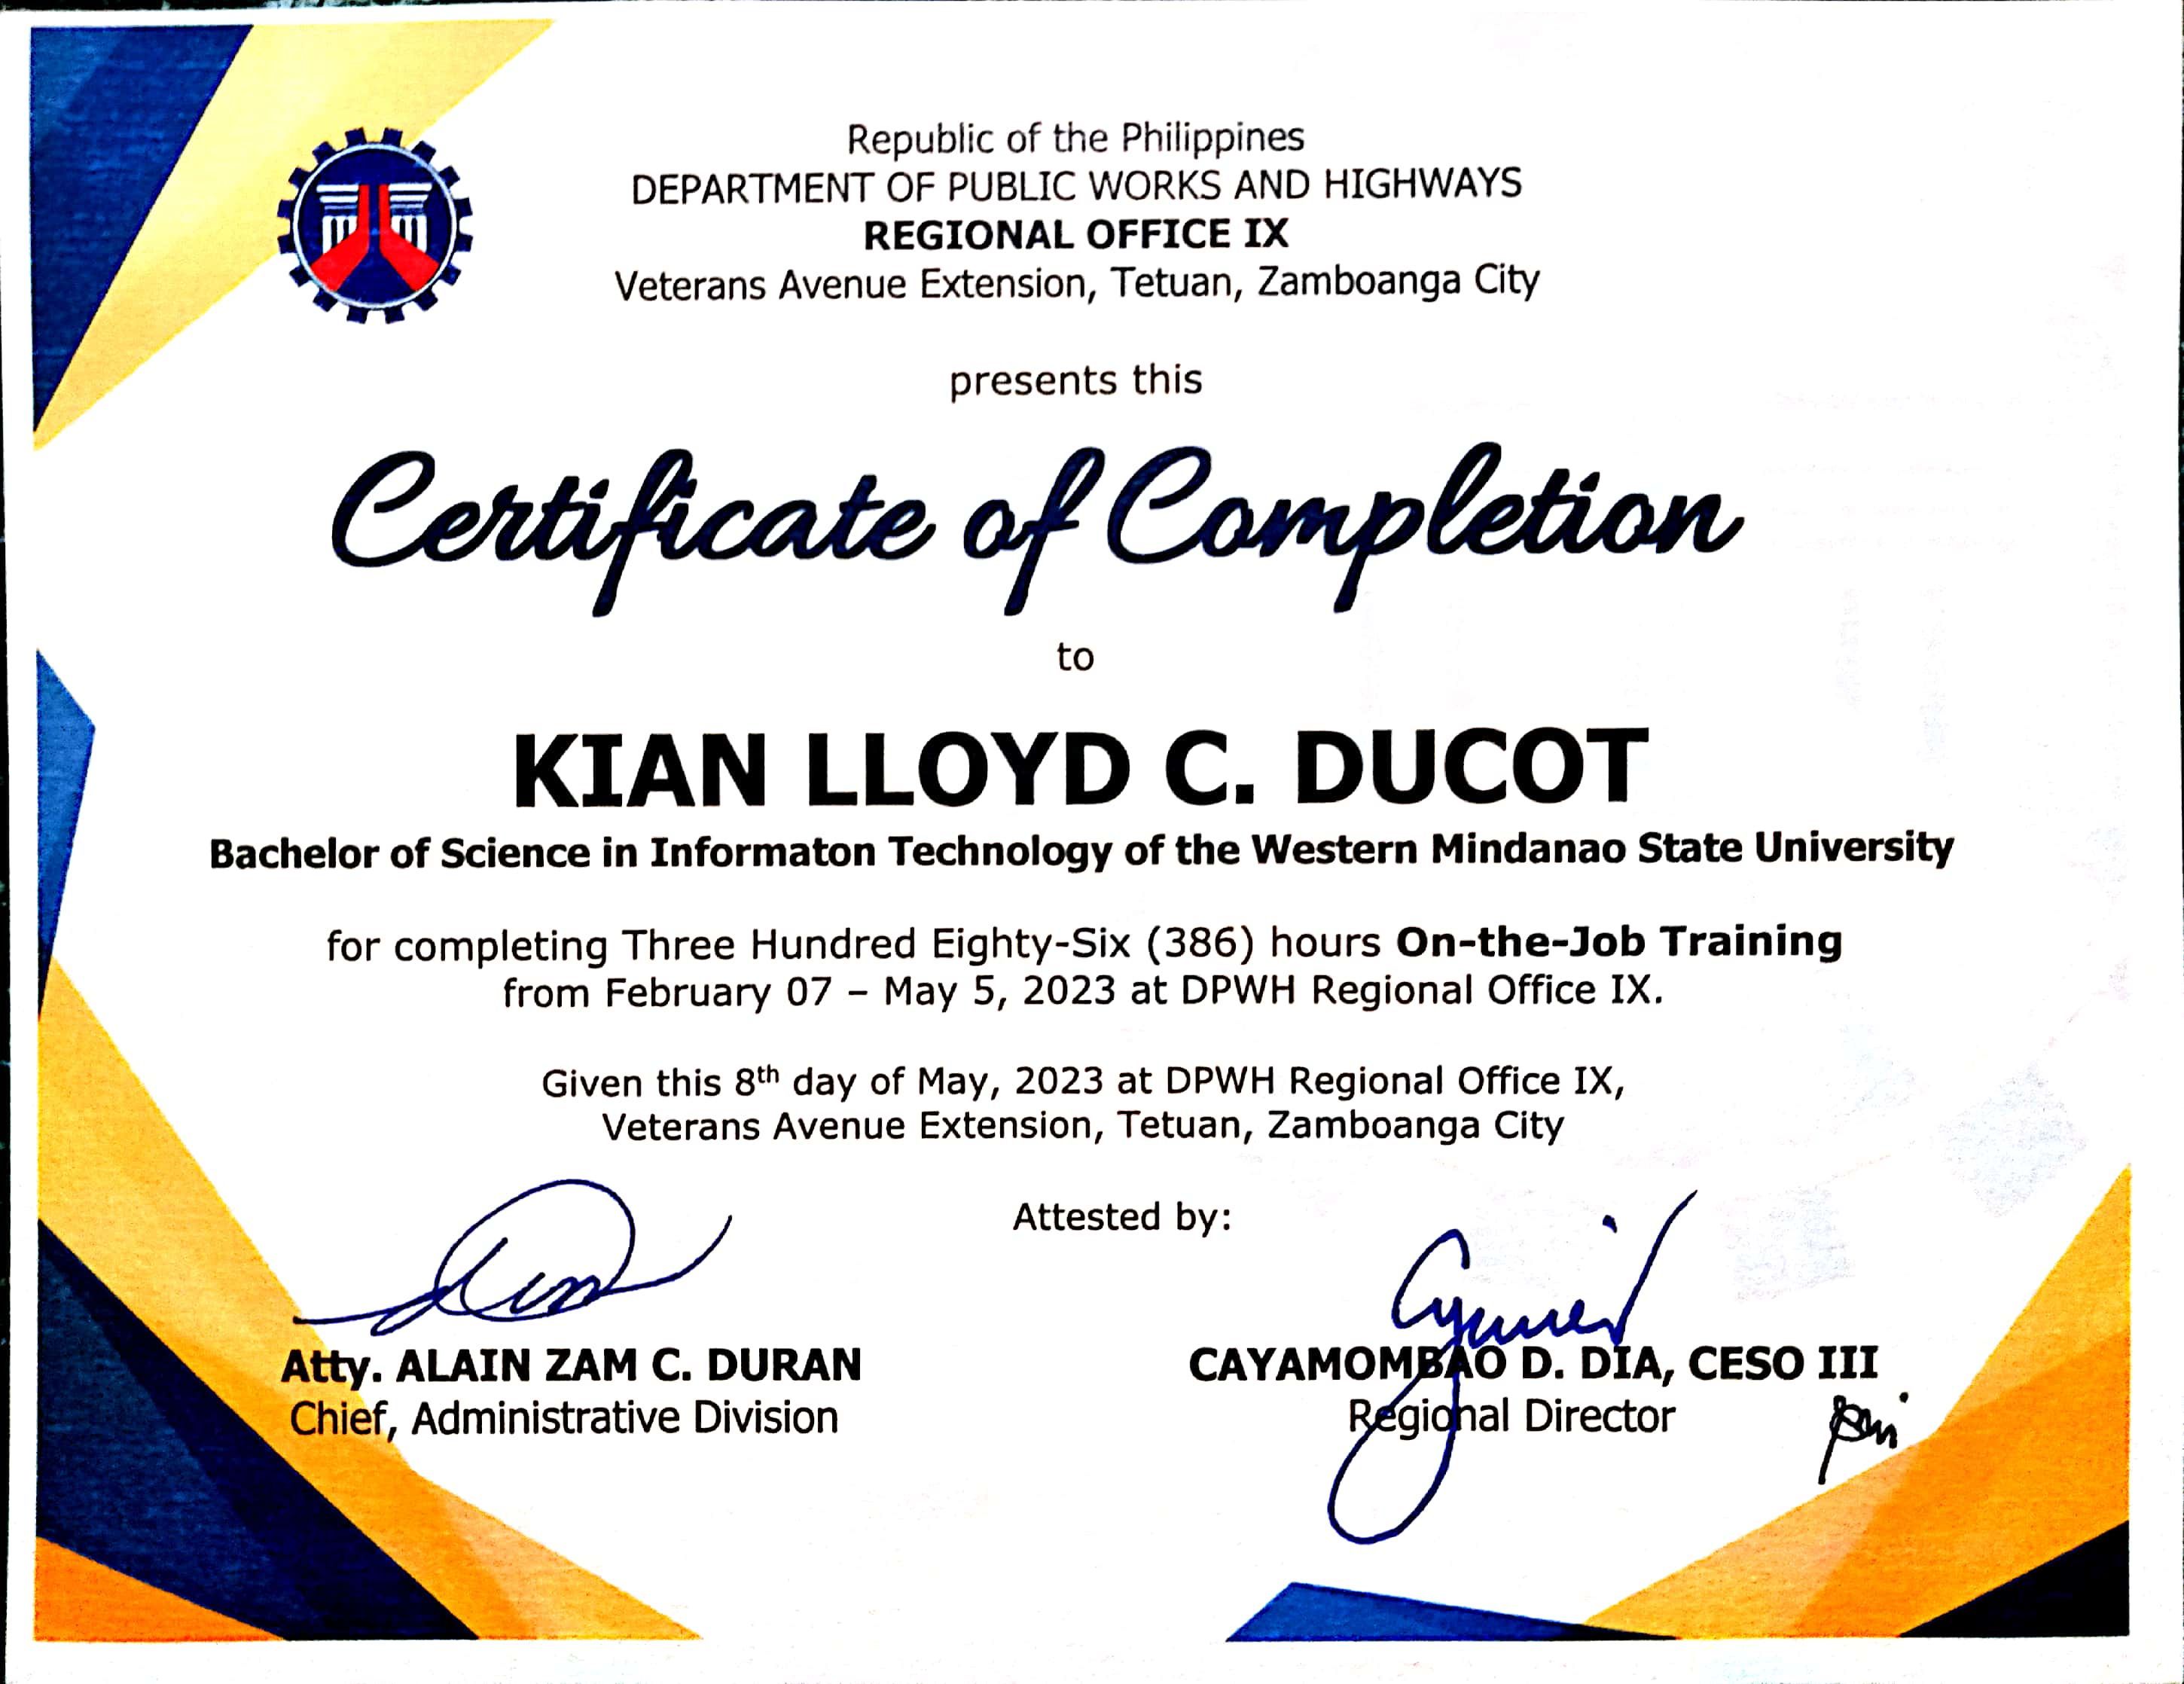 Republic of the Philippines
DEPARTMENT OF PUBLIC WORKS AND HIGHWAYS
REGIONAL OFFICE IX
Veterans Avenue Extension, Tetuan, Zamboanga City
presents this
Certificate of Completion
to
KIAN LLOYD C. DUCOT
Bachelor of Science in Informaton Technology of the Western Mindanao State University
for completing Three Hundred Eighty-Six (386) hours On-the-Job Training
from February 07 – May 5, 2023 at DPWH Regional Office IX.
Given this 8th day of May, 2023 at DPWH Regional Office IX,
Veterans Avenue Extension, Tetuan, Zamboanga City
Attested by:
Atty. ALAIN ZAM C. DURAN
Chief, Administrative Division
CAYAMOMBAO D. DIA, CESO III
Regional Director